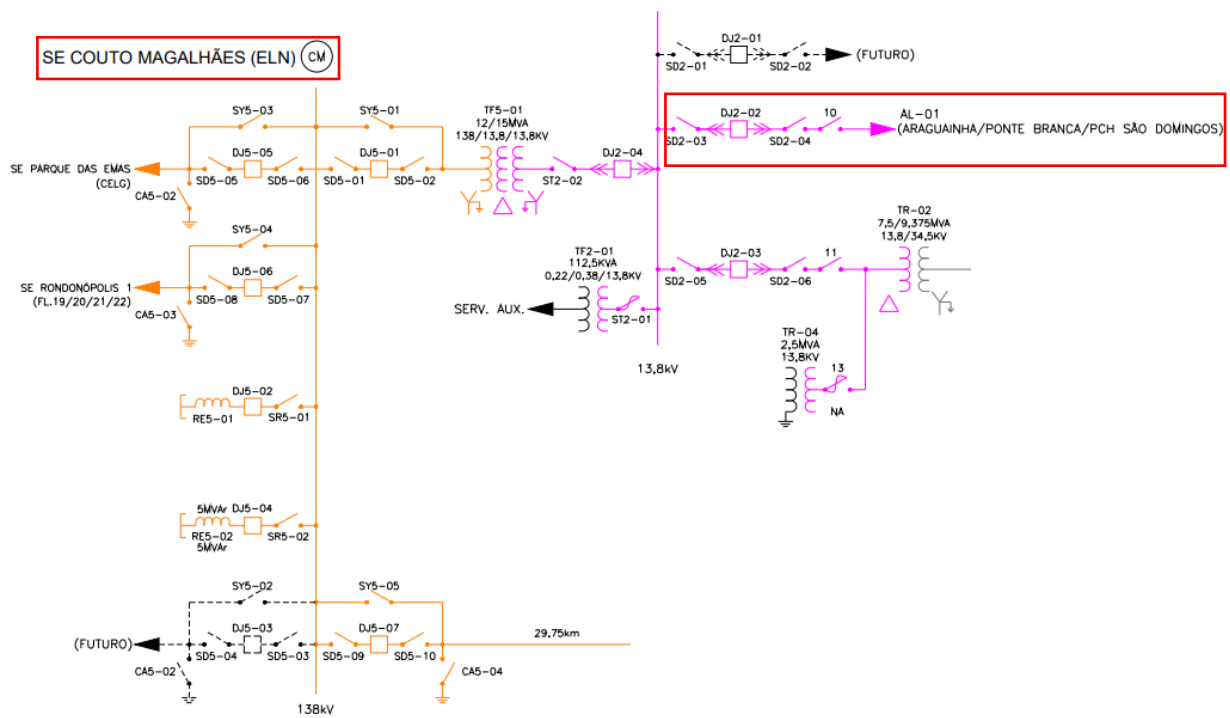 SE COUTO MAGALHÃES (ELN) CM
DJ2-01
SD2-01
SD2-02
(FUTURO)
DJ2-02
10
AL-01
(ARAGUAINHA/PONTE BRANCA/PCH SÃO DOMINGOS)
SD2-03
SD2-04
SY5-03
SY5-01
TF5-01
12/15MVA
138/13,8/13,8KV
DJ5-05
DJ5-01
DJ2-04
SE PARQUE DAS EMAS
(CELG)
SD5-05
SD5-06
SD5-01
SD5-02
ST2-02
CA5-02
SY5-04
TR-02
7,5/9,375MVA
13,8/34,5KV
TF2-01
112,5KVA
0,22/0,38/13,8KV
DJ2-03
11
SD2-05
SD2-06
DJ5-06
SE RONDONÓPOLIS 1
(FL.19/20/21/22)
SD5-08
SD5-07
CA5-03
SERV. AUX.
ST2-01
TR-04
2,5MVA
13,8KV
13
NA
13,8kV
DJ5-02
RE5-01
SR5-01
5MVAr
DJ5-04
RE5-02
5MVAr
SR5-02
SY5-02
SY5-05
DJ5-03
DJ5-07
29,75km
(FUTURO)
SD5-04
SD5-03
SD5-09
SD5-10
CA5-02
CA5-04
138kV